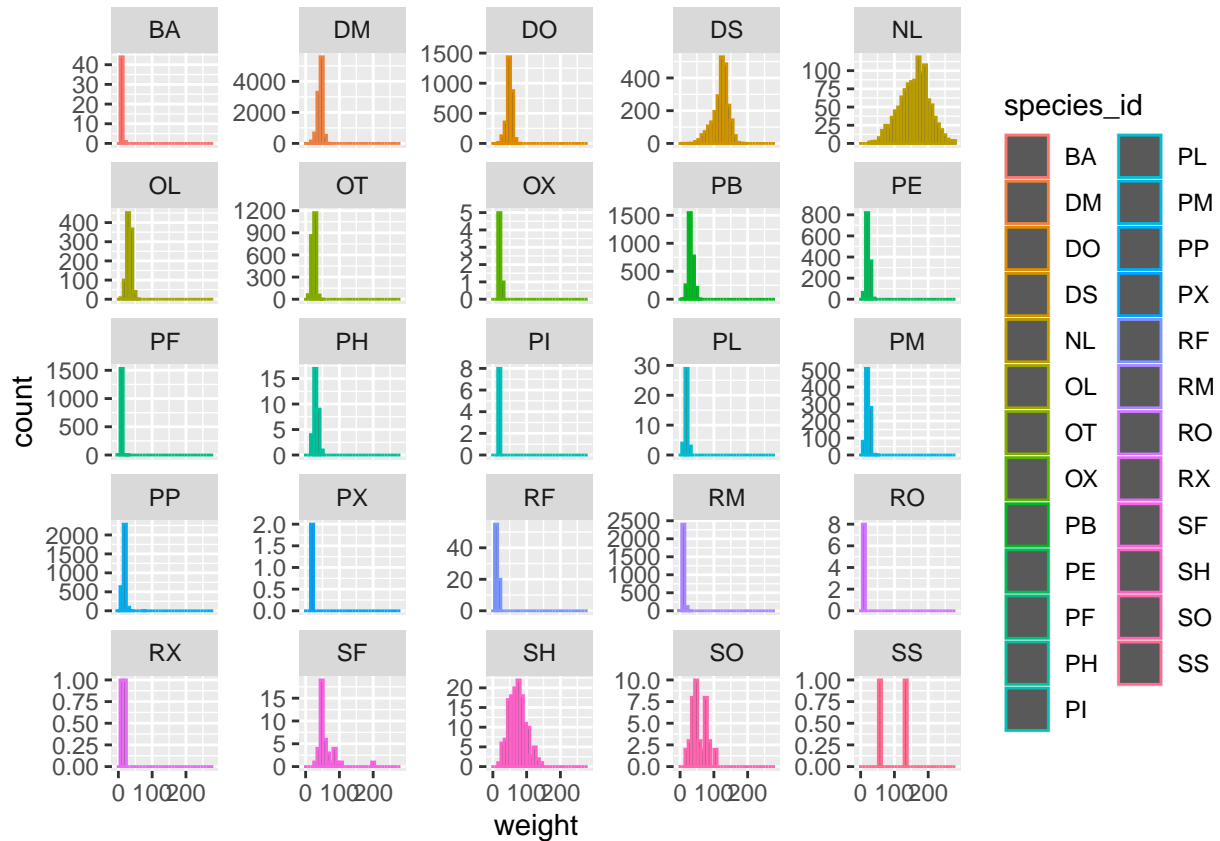 BA DM DO DS NL
40 30 20 10 0
4000 2000 0
1500 1000 500 0
400 200 0
100 75 50 25 0
OL OT OX PB PE
400 300 200 100 0
1200 900 600 300 0
5 4 3 2 1 0
1500 1000 500 0
800 600 400 200 0
PF PH PI PL PM
1500 1000 500 0
15 10 5 0
8 6 4 2 0
30 20 10 0
500 400 300 200 100 0
PP PX RF RM RO
2000 1500 1000 500 0
2.0 1.5 1.0 0.5 0.0
40 20 0
2500 2000 1500 1000 500 0
8 6 4 2 0
RX SF SH SO SS
1.00 0.75 0.50 0.25 0.00
15 10 5 0
20 15 10 5 0
10.0 7.5 5.0 2.5 0.0
1.00 0.75 0.50 0.25 0.00
0 100 200 0 100 200 0 100 200 0 100 200 0 100 200
weight
count
species_id
BA PL
DM PM
DO PP
DS PX
NL RF
OL RM
OT RO
OX RX
PB SF
PE SH
PF SO
PH SS
PI